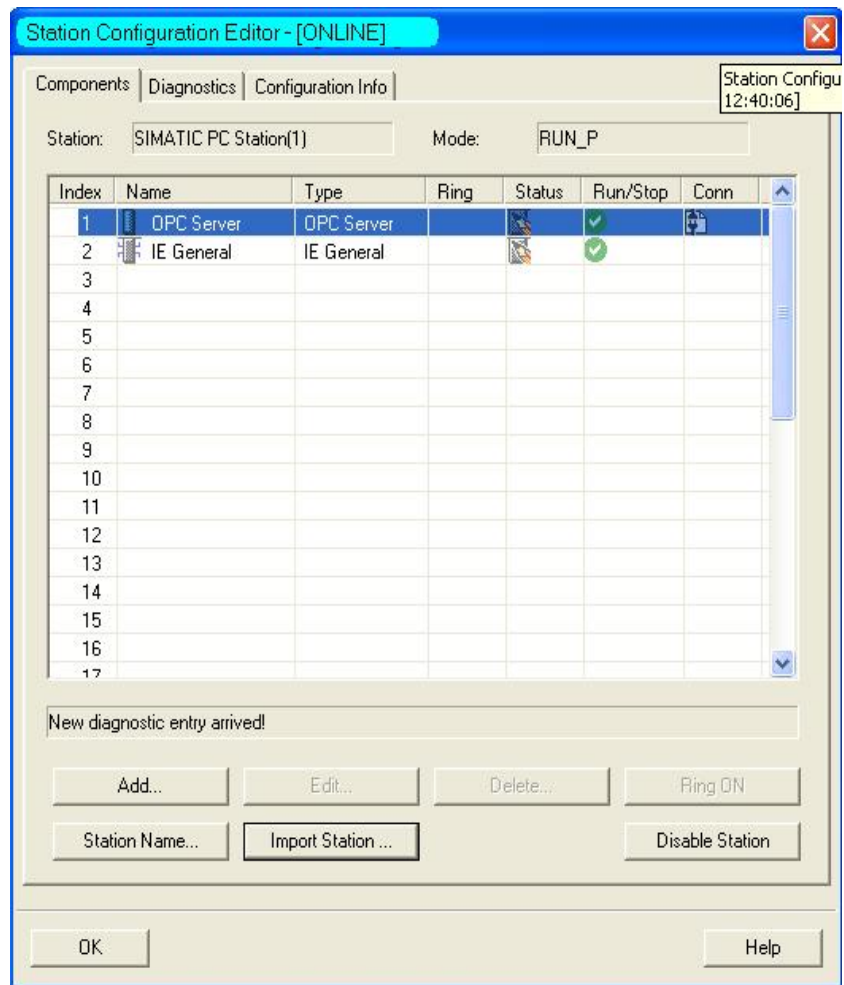 Station Configuration Editor - [ONLINE]
Components Diagnostics Configuration Info
Station Configu
12:40:06]
Station: SIMATIC PC Station(1) Mode: RUN_P
Index Name Type Ring Status Run/Stop Conn
1 OPC Server OPC Server
2 IE General IE General
3
4
5
6
7
8
9
10
11
12
13
14
15
16
17
New diagnostic entry arrived!
Add... Edit... Delete... Ring ON
Station Name... Import Station ... Disable Station
OK Help